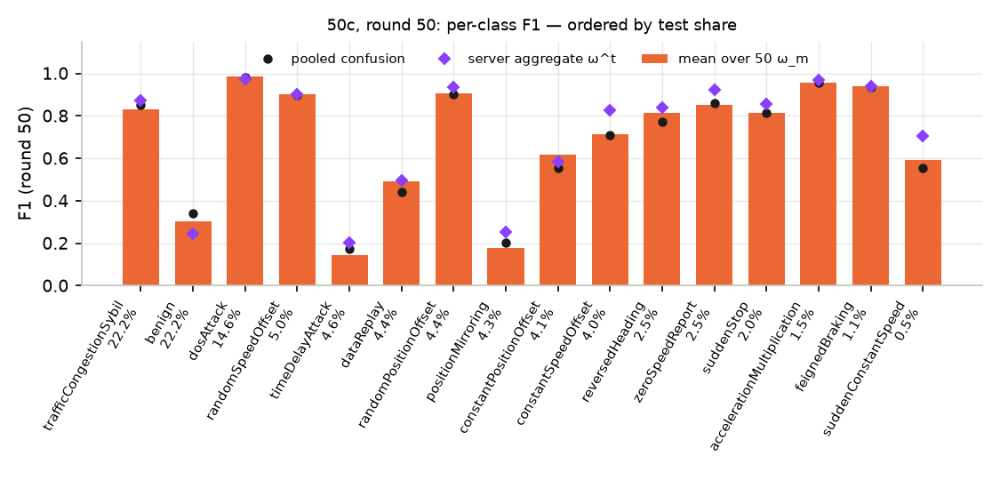 50c, round 50: per-class F1 — ordered by test share
pooled confusion
server aggregate ω^t
mean over 50 ω_m
F1 (round 50)
1.0
0.8
0.6
0.4
0.2
0.0
trafficCongestionSybil
22.2%
benign
22.2%
dosAttack
14.6%
randomSpeedOffset
5.0%
timeDelayAttack
4.6%
dataReplay
4.4%
randomPositionOffset
4.4%
positionMirroring
4.3%
constantPositionOffset
4.1%
constantSpeedOffset
4.0%
reversedHeading
2.5%
zeroSpeedReport
2.5%
suddenStop
2.0%
accelerationMultiplication
1.5%
feignedBraking
1.1%
suddenConstantSpeed
0.5%